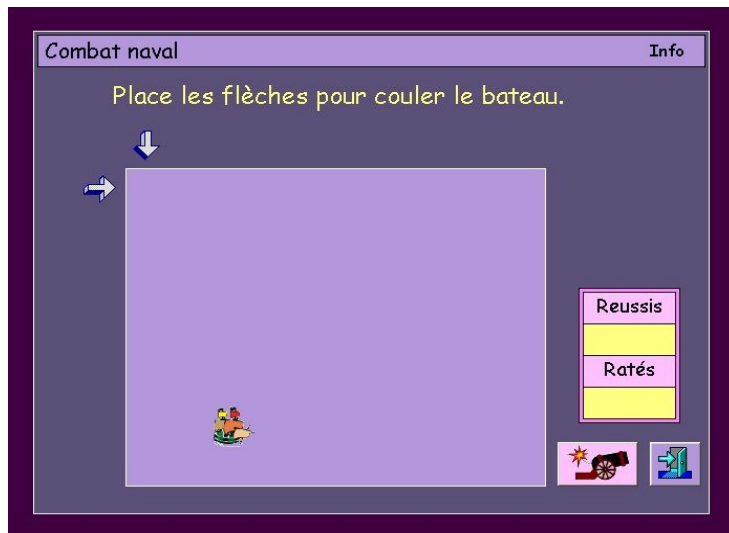 Combat naval
Info
Place les flèches pour couler le bateau.
Reussis
Ratés